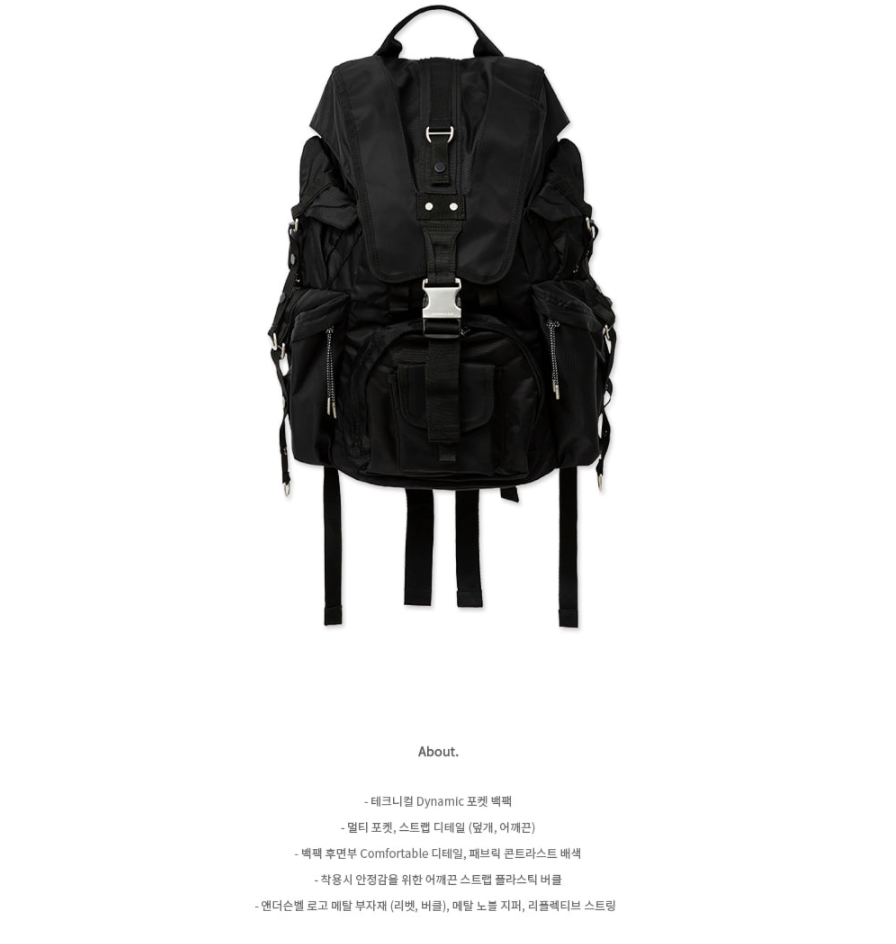 About.
- 테크니컬 Dynamic 포켓 백팩
- 멀티 포켓, 스트랩 디테일 (덮개, 어깨끈)
- 백팩 후면부 Comfortable 디테일, 패브릭 콘트라스트 배색
- 착용시 안정감을 위한 어깨끈 스트랩 플라스틱 버클
- 앤더슨벨 로고 메탈 부자재 (리벳, 버클), 메탈 노블 지퍼, 리플렉티브 스트링